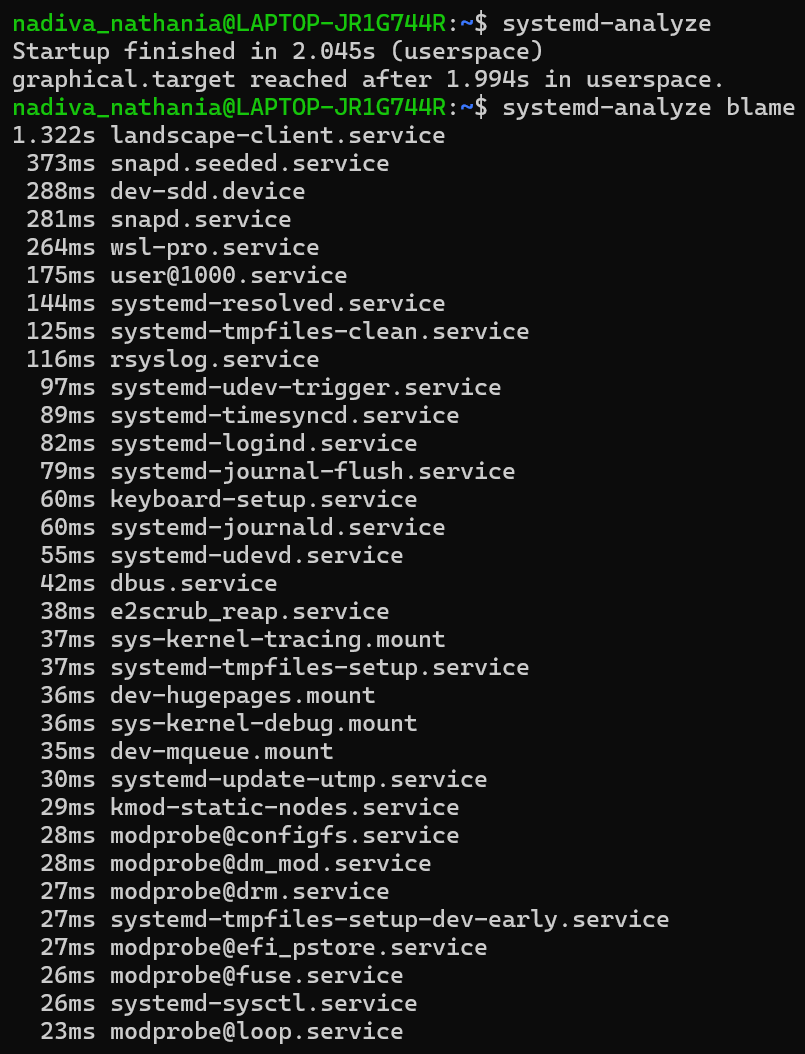 nadiva_nathania@LAPTOP-JR1G744R:~$ systemd-analyze
Startup finished in 2.045s (userspace)
graphical.target reached after 1.994s in userspace.
nadiva_nathania@LAPTOP-JR1G744R:~$ systemd-analyze blame
1.322s landscape-client.service
 373ms snapd.seeded.service
 288ms dev-sdd.device
 281ms snapd.service
 264ms wsl-pro.service
 175ms user@1000.service
 144ms systemd-resolved.service
 125ms systemd-tmpfiles-clean.service
 116ms rsyslog.service
  97ms systemd-udev-trigger.service
  89ms systemd-timesyncd.service
  82ms systemd-logind.service
  79ms systemd-journal-flush.service
  60ms keyboard-setup.service
  60ms systemd-journald.service
  55ms systemd-udevd.service
  42ms dbus.service
  38ms e2scrub_reap.service
  37ms sys-kernel-tracing.mount
  37ms systemd-tmpfiles-setup.service
  36ms dev-hugepages.mount
  36ms sys-kernel-debug.mount
  35ms dev-mqueue.mount
  30ms systemd-update-utmp.service
  29ms kmod-static-nodes.service
  28ms modprobe@configfs.service
  28ms modprobe@dm_mod.service
  27ms modprobe@drm.service
  27ms systemd-tmpfiles-setup-dev-early.service
  27ms modprobe@efi_pstore.service
  26ms modprobe@fuse.service
  26ms systemd-sysctl.service
  23ms modprobe@loop.service